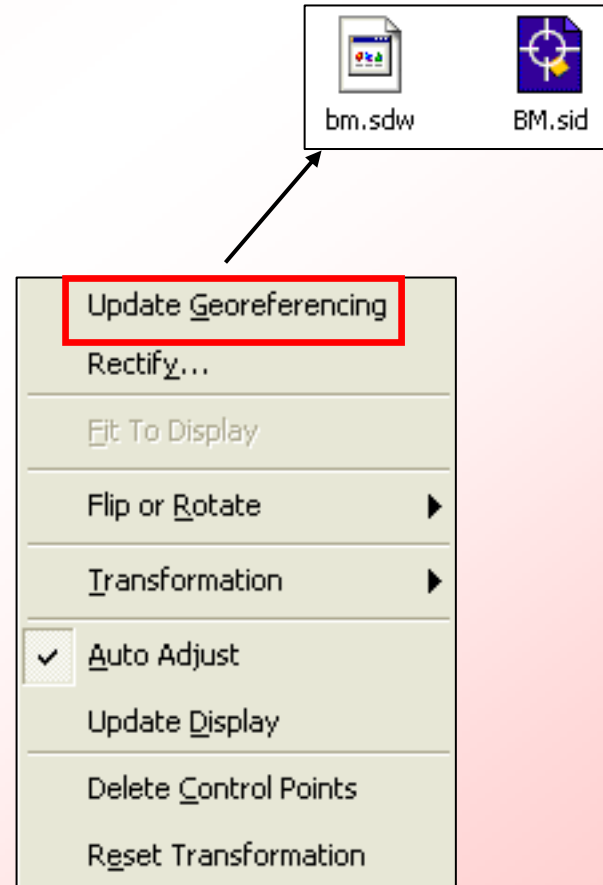 bm.sdw BM.sid
Update Georeferencing
Rectify...
Fit To Display
Flip or Rotate
Transformation
Auto Adjust
Update Display
Delete Control Points
Reset Transformation